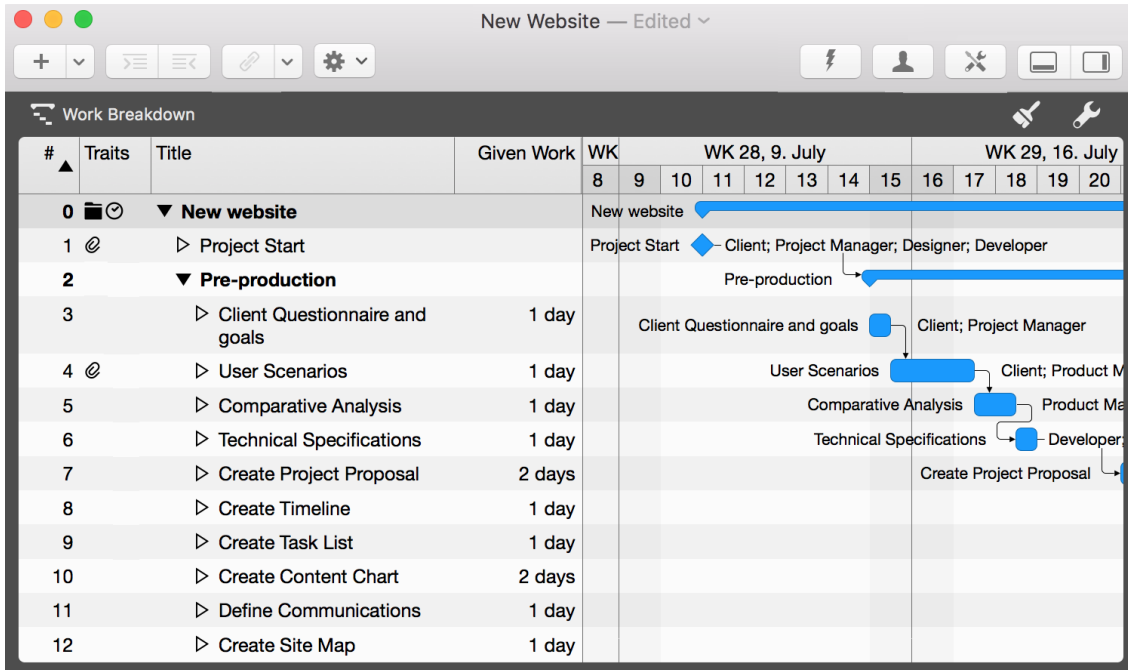 New Website — Edited
Work Breakdown
# Traits Title Given Work WK WK 28, 9. July WK 29, 16. July
8 9 10 11 12 13 14 15 16 17 18 19 20
0 New website New website
1 Project Start Project Start Client; Project Manager; Designer; Developer
2 Pre-production Pre-production
3 Client Questionnaire and goals 1 day Client Questionnaire and goals Client; Project Manager
4 User Scenarios 1 day User Scenarios Client; Product M
5 Comparative Analysis 1 day Comparative Analysis Product Ma
6 Technical Specifications 1 day Technical Specifications Developer;
7 Create Project Proposal 2 days Create Project Proposal
8 Create Timeline 1 day
9 Create Task List 1 day
10 Create Content Chart 2 days
11 Define Communications 1 day
12 Create Site Map 1 day